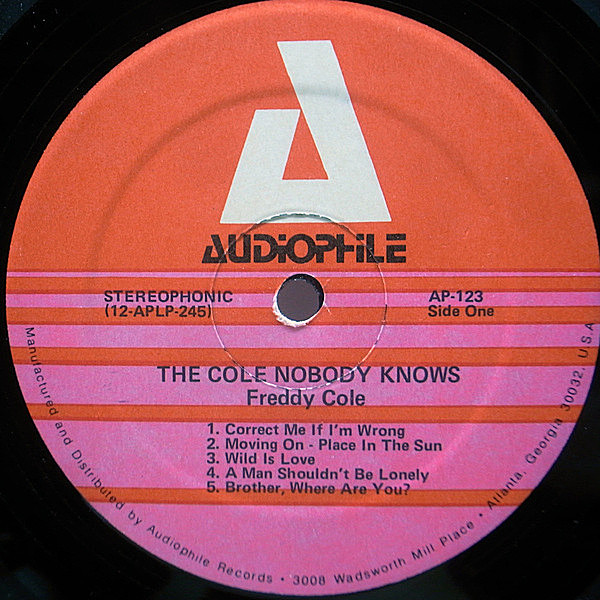 AUDIOPHILE
STEREOPHONIC
(12-APLP-245)
AP-123
Side One
THE COLE NOBODY KNOWS
Freddy Cole
1. Correct Me If I'm Wrong
2. Moving On - Place In The Sun
3. Wild Is Love
4. A Man Shouldn't Be Lonely
5. Brother, Where Are You?
Manufactured and Distributed by Audiophile Records • 3008 Wadsworth Mill Place • Atlanta, Georgia 30032, U.S.A.